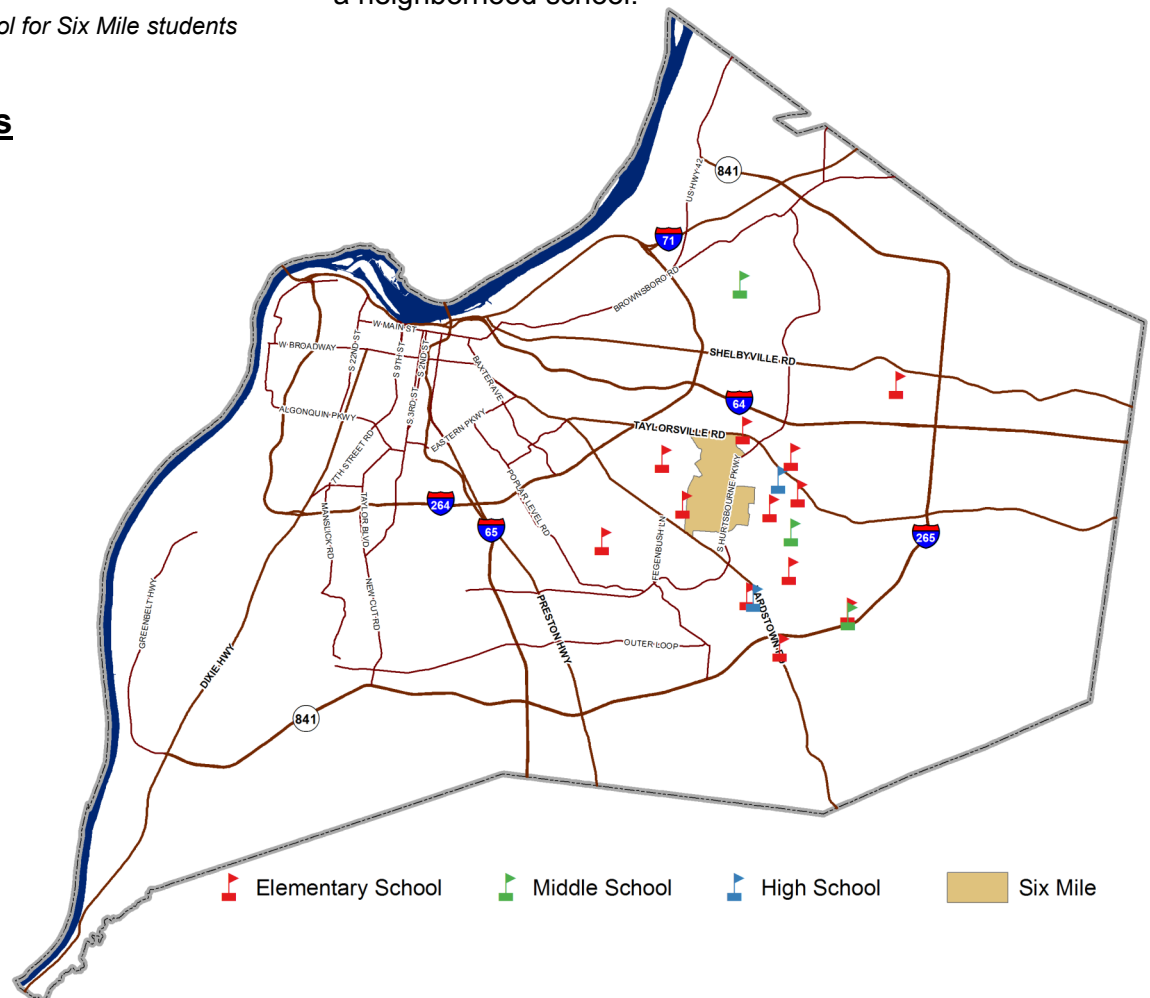 a neighborhood school.
ol for Six Mile students
s
US HWY 42
841
71
BROWNSBORO RD
W MAIN ST
W BROADWAY
S 22ND ST
S 9TH ST
S 2ND ST
BAXTER AVE
SHELBYVILLE RD
64
ALGONQUIN PKWY
S 3RD ST
EASTERN PKWY
TAYLORSVILLE RD
7TH STREET RD
POPLAR LEVEL RD
S HURTSBOURNE PKWY
264
65
MANSLICK RD
TAYLOR BLVD
FEGENBUSH LN
265
GREENBELT HWY
NEW CUT RD
PRESTON HWY
ARDSTOWN R
OUTER LOOP
DIXIE HWY
841
Elementary School
Middle School
High School
Six Mile